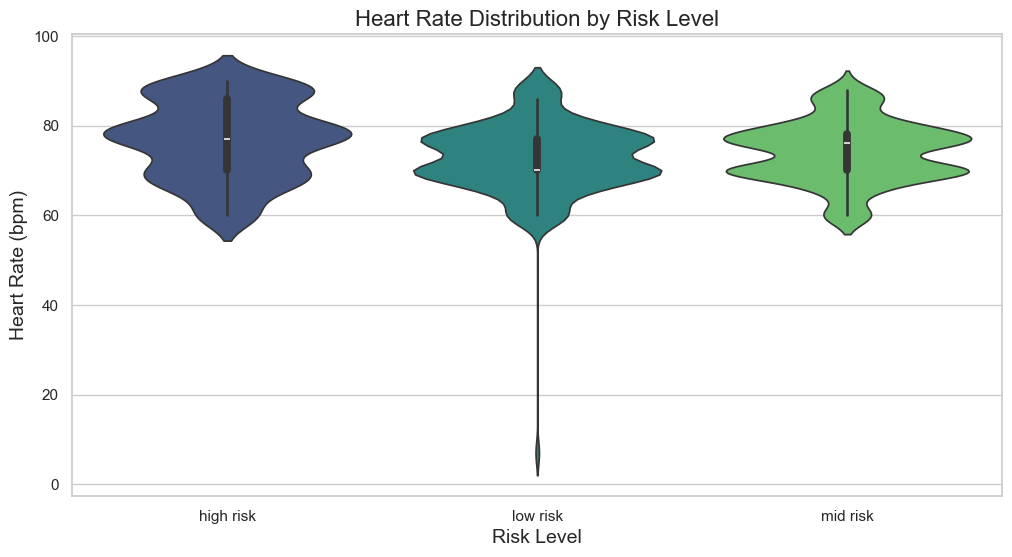 Heart Rate Distribution by Risk Level
100
80
60
40
20
0
Heart Rate (bpm)
high risk
low risk
mid risk
Risk Level